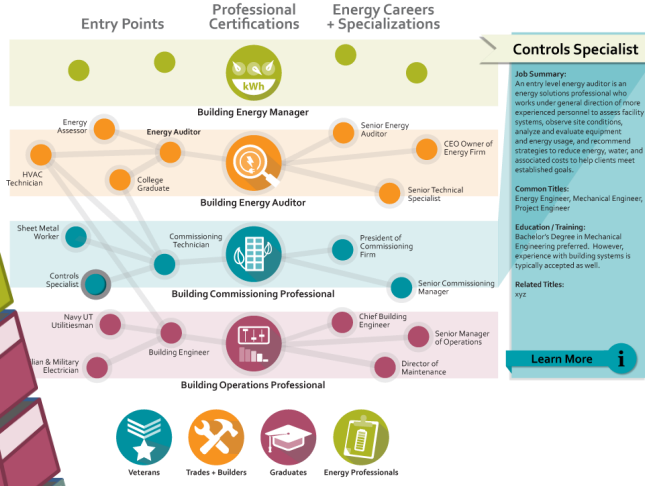 Entry Points
Professional
Certifications
Energy Careers
+ Specializations
kWh
Building Energy Manager
Energy
Assessor
Energy Auditor
HVAC
Technician
College
Graduate
Senior Energy
Auditor
CEO Owner of
Energy Firm
Senior Technical
Specialist
Building Energy Auditor
Sheet Metal
Worker
Commissioning
Technician
Controls
Specialist
President of
Commissioning
Firm
Senior Commissioning
Manager
Building Commissioning Professional
Navy UT
Utilitiesman
Building Engineer
lian & Military
Electrician
Chief Building
Engineer
Senior Manager
of Operations
Director of
Maintenance
Building Operations Professional
Veterans
Trades + Builders
Graduates
Energy Professionals
Controls Specialist
Job Summary:
An entry level energy auditor is an
energy solutions professional who
works under general direction of more
experienced personnel to assess facility
systems, observe site conditions,
analyze and evaluate equipment
and energy usage, and recommend
strategies to reduce energy, water, and
associated costs to help clients meet
established goals.
Common Titles:
Energy Engineer, Mechanical Engineer,
Project Engineer
Education / Training:
Bachelor's Degree in Mechanical
Engineering preferred. However,
experience with building systems is
typically accepted as well.
Related Titles:
xyz
Learn More
i